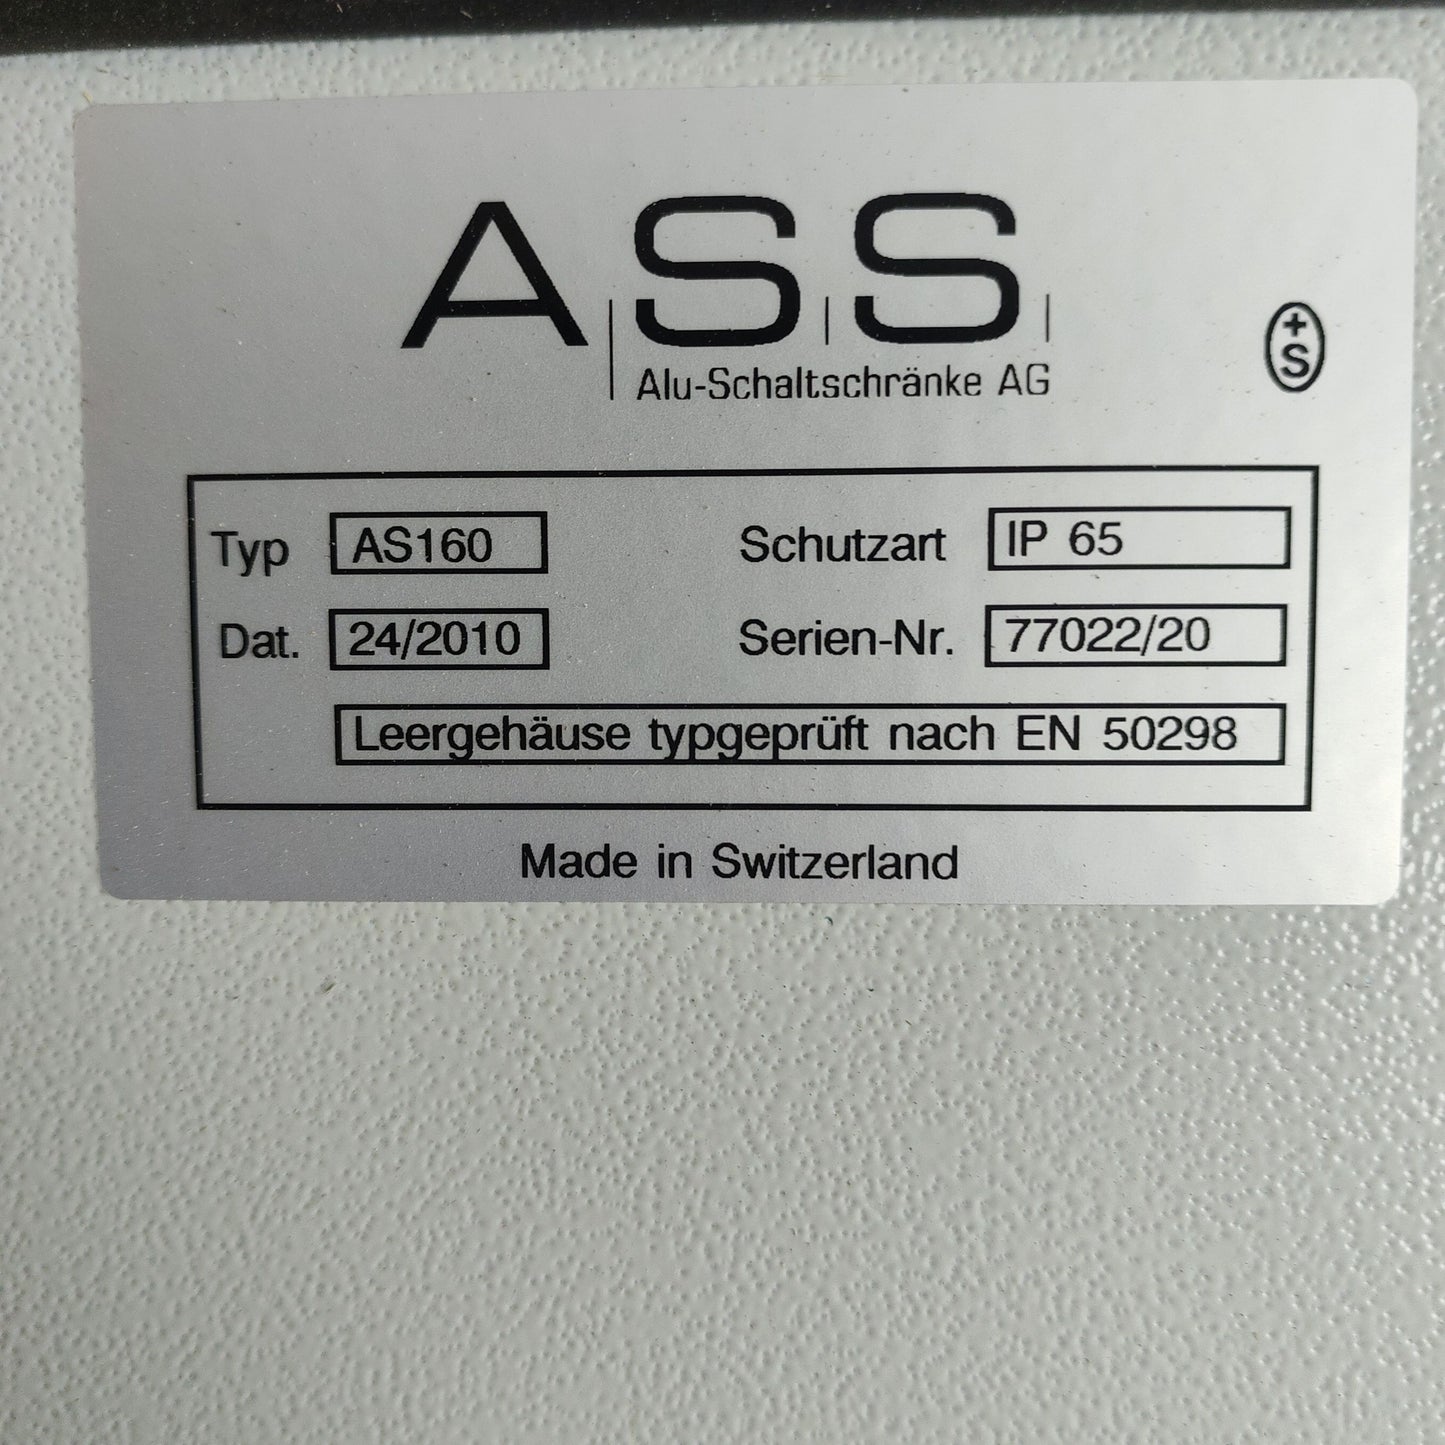 ASS
Alu-Schaltschränke AG
+
S
Typ AS160 Schutzart IP 65
Dat. 24/2010 Serien-Nr. 77022/20
Leergehäuse typgeprüft nach EN 50298
Made in Switzerland